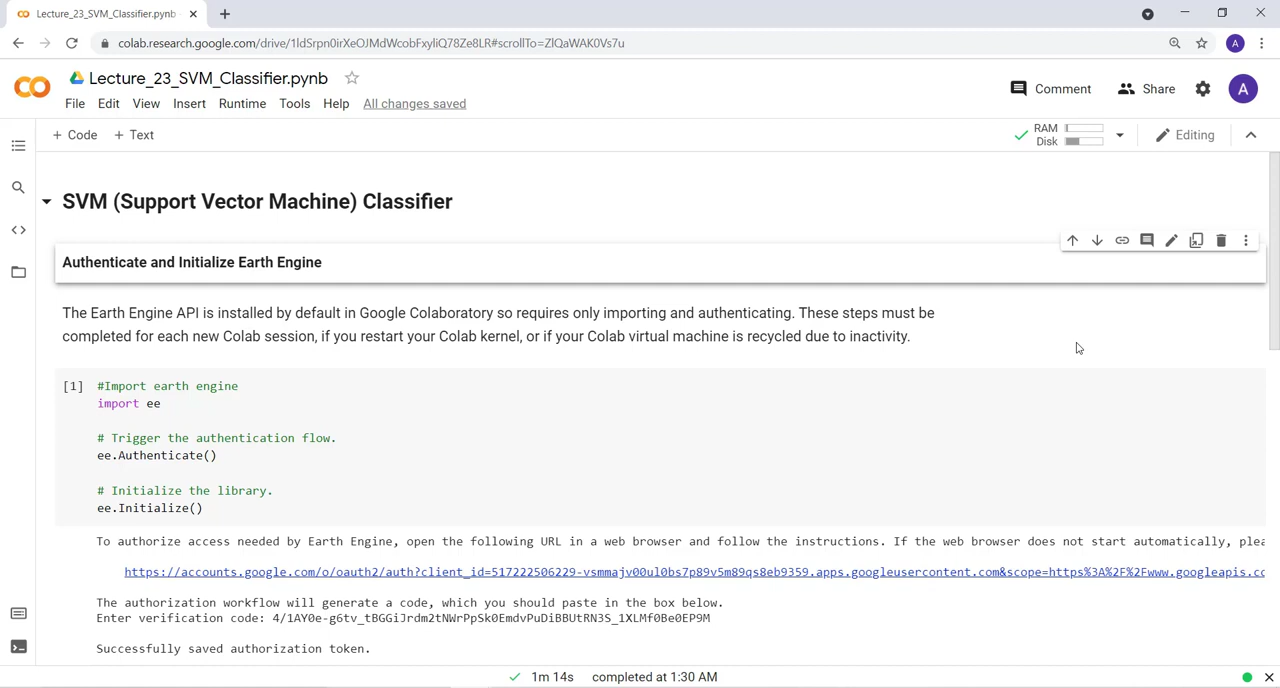 Lecture_23_SVM_Classifier.pynb
colab.research.google.com/drive/1ldSrpn0irXeOJMdWcobFxyliQ78Ze8LR#scrollTo=ZlQaWAK0Vs7u
A
Lecture_23_SVM_Classifier.pynb
File Edit View Insert Runtime Tools Help All changes saved
Comment Share A
+ Code + Text
RAM
Disk
Editing
SVM (Support Vector Machine) Classifier
Authenticate and Initialize Earth Engine
The Earth Engine API is installed by default in Google Colaboratory so requires only importing and authenticating. These steps must be
completed for each new Colab session, if you restart your Colab kernel, or if your Colab virtual machine is recycled due to inactivity.
[1] #Import earth engine
import ee
# Trigger the authentication flow.
ee.Authenticate()
# Initialize the library.
ee.Initialize()
To authorize access needed by Earth Engine, open the following URL in a web browser and follow the instructions. If the web browser does not start automatically, plea
https://accounts.google.com/o/oauth2/auth?client_id=517222506229-vsmmajv00ul0bs7p89v5m89qs8eb9359.apps.googleusercontent.com&scope=https%3A%2F%2Fwww.googleapis.co
The authorization workflow will generate a code, which you should paste in the box below.
Enter verification code: 4/1AY0e-g6tv_tBGGiJrdm2tNWrPpSk0EmdvPuDiBBUtRN3S_1XLMf0Be0EP9M
Successfully saved authorization token.
1m 14s completed at 1:30 AM